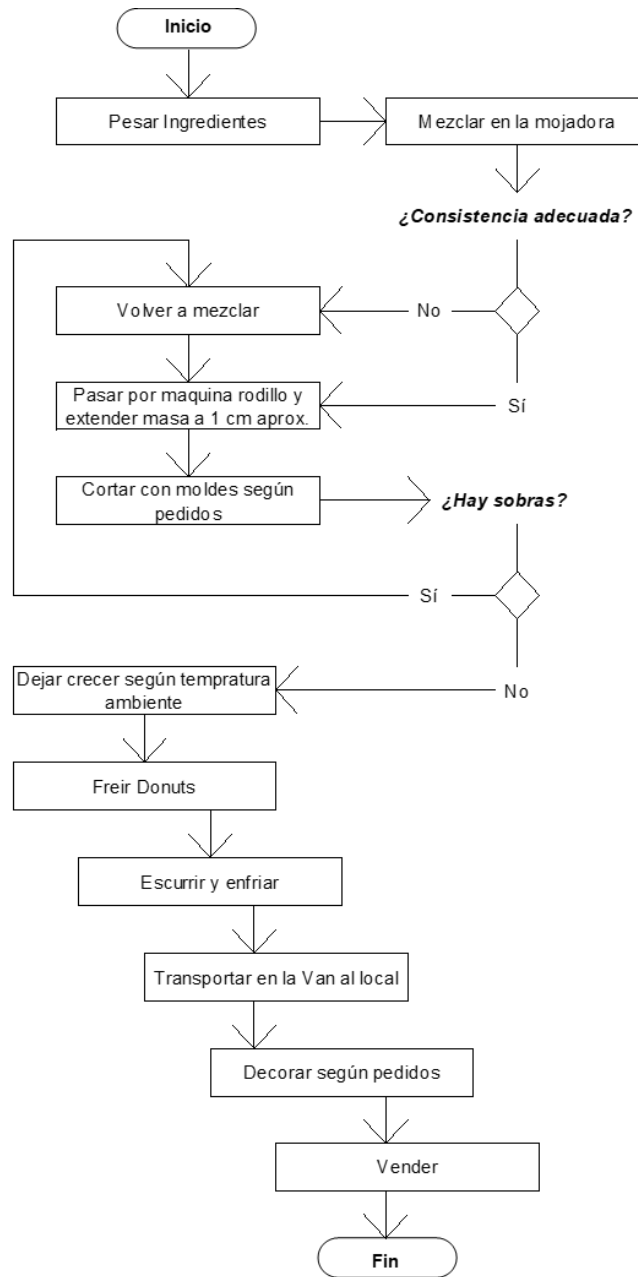 Inicio
Pesar Ingredientes
Mezclar en la mojadora
¿Consistencia adecuada?
Volver a mezclar
No
Pasar por maquina rodillo y
extender masa a 1 cm aprox.
Sí
Cortar con moldes según
pedidos
¿Hay sobras?
Sí
Dejar crecer según tempratura
ambiente
No
Freir Donuts
Escurrir y enfriar
Transportar en la Van al local
Decorar según pedidos
Vender
Fin